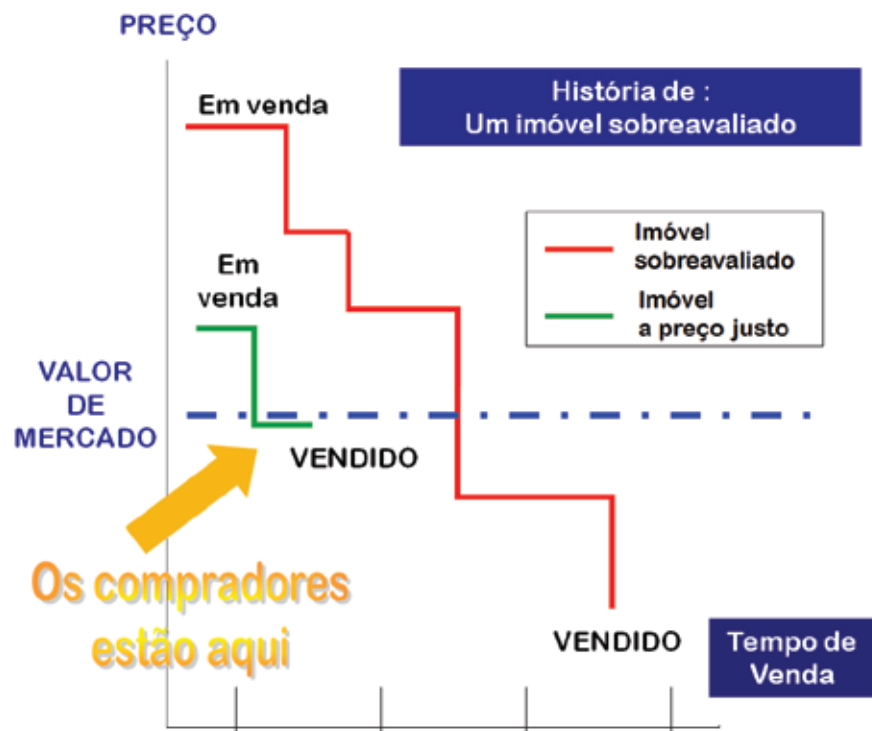 PREÇO
História de :
Um imóvel sobreavaliado
Em venda
Imóvel
sobreavaliado
Imóvel
a preço justo
Em
venda
VALOR
DE
MERCADO
VENDIDO
Os compradores
estão aqui
VENDIDO
Tempo de
Venda